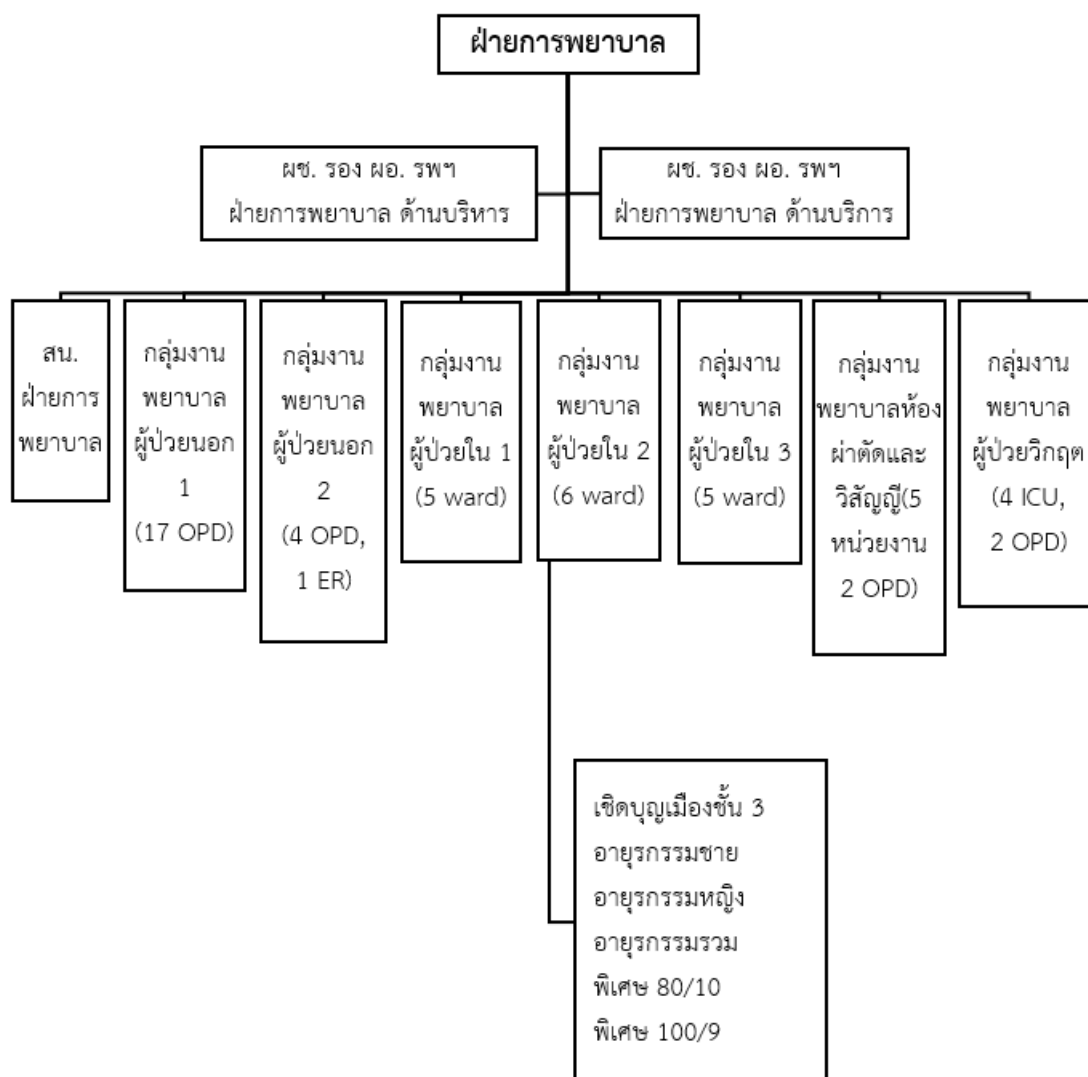 ฝ่ายการพยาบาล
ผช. รอง ผอ. รพฯ
ฝ่ายการพยาบาล ด้านบริหาร
ผช. รอง ผอ. รพฯ
ฝ่ายการพยาบาล ด้านบริการ
สน.
ฝ่ายการ
พยาบาล
กลุ่มงาน
พยาบาล
ผู้ป่วยนอก
1
(17 OPD)
กลุ่มงาน
พยาบาล
ผู้ป่วยนอก
2
(4 OPD,
1 ER)
กลุ่มงาน
พยาบาล
ผู้ป่วยใน 1
(5 ward)
กลุ่มงาน
พยาบาล
ผู้ป่วยใน 2
(6 ward)
กลุ่มงาน
พยาบาล
ผู้ป่วยใน 3
(5 ward)
กลุ่มงาน
พยาบาลห้อง
ผ่าตัดและ
วิสัญญี(5
หน่วยงาน
2 OPD)
กลุ่มงาน
พยาบาล
ผู้ป่วยวิกฤต
(4 ICU,
2 OPD)
เชิดบุญเมืองชั้น 3
อายุรกรรมชาย
อายุรกรรมหญิง
อายุรกรรมรวม
พิเศษ 80/10
พิเศษ 100/9